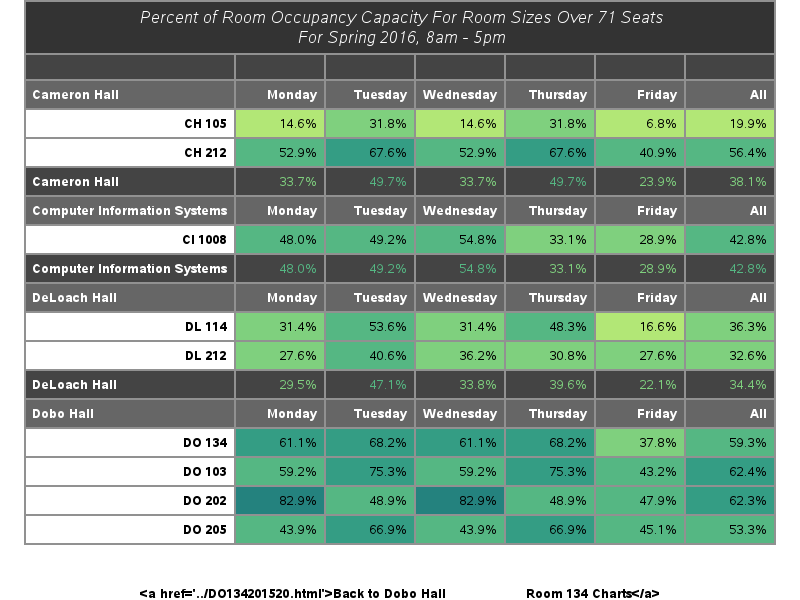 Percent of Room Occupancy Capacity For Room Sizes Over 71 Seats
For Spring 2016, 8am - 5pm
Cameron Hall Monday Tuesday Wednesday Thursday Friday All
CH 105 14.6% 31.8% 14.6% 31.8% 6.8% 19.9%
CH 212 52.9% 67.6% 52.9% 67.6% 40.9% 56.4%
Cameron Hall 33.7% 49.7% 33.7% 49.7% 23.9% 38.1%
Computer Information Systems Monday Tuesday Wednesday Thursday Friday All
CI 1008 48.0% 49.2% 54.8% 33.1% 28.9% 42.8%
Computer Information Systems 48.0% 49.2% 54.8% 33.1% 28.9% 42.8%
DeLoach Hall Monday Tuesday Wednesday Thursday Friday All
DL 114 31.4% 53.6% 31.4% 48.3% 16.6% 36.3%
DL 212 27.6% 40.6% 36.2% 30.8% 27.6% 32.6%
DeLoach Hall 29.5% 47.1% 33.8% 39.6% 22.1% 34.4%
Dobo Hall Monday Tuesday Wednesday Thursday Friday All
DO 134 61.1% 68.2% 61.1% 68.2% 37.8% 59.3%
DO 103 59.2% 75.3% 59.2% 75.3% 43.2% 62.4%
DO 202 82.9% 48.9% 82.9% 48.9% 47.9% 62.3%
DO 205 43.9% 66.9% 43.9% 66.9% 45.1% 53.3%
<a href='../DO134201520.html'>Back to Dobo Hall Room 134 Charts</a>